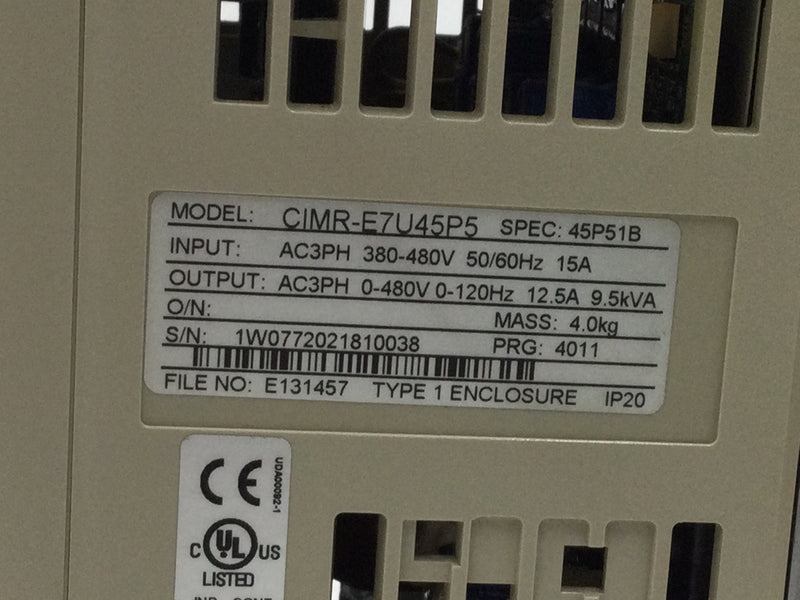 MODEL: CIMR-E7U45P5 SPEC: 45P51B
INPUT: AC3PH 380-480V 50/60Hz 15A
OUTPUT: AC3PH 0-480V 0-120Hz 12.5A 9.5kVA
O/N: MASS: 4.0kg
S/N: 1W0772021810038 PRG: 4011
FILE NO: E131457 TYPE 1 ENCLOSURE IP20
CE
UDA00092-1
C UL US
LISTED